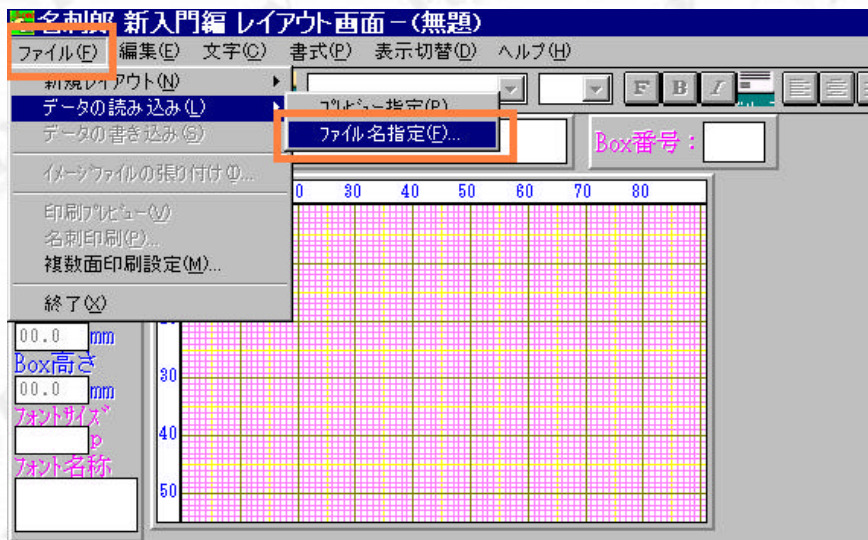 名刺郎 新入門編 レイアウト画面 - (無題)
ファイル(F) 編集(E) 文字(C) 書式(P) 表示切替(D) ヘルプ(H)
新規レイアウト(N)
F B I
データの読み込み(L)
プレビュー指定(P)
データの書き込み(S)
ファイル名指定(F)...
Box番号:
イメージファイルの張り付け(I)...
0 30 40 50 60 70 80
印刷プレビュー(V)
名刺印刷(P)...
複数面印刷設定(M)...
終了(X)
00.0 mm
Box高さ
30
00.0 mm
フォントサイズ
p
40
フォント名称
50